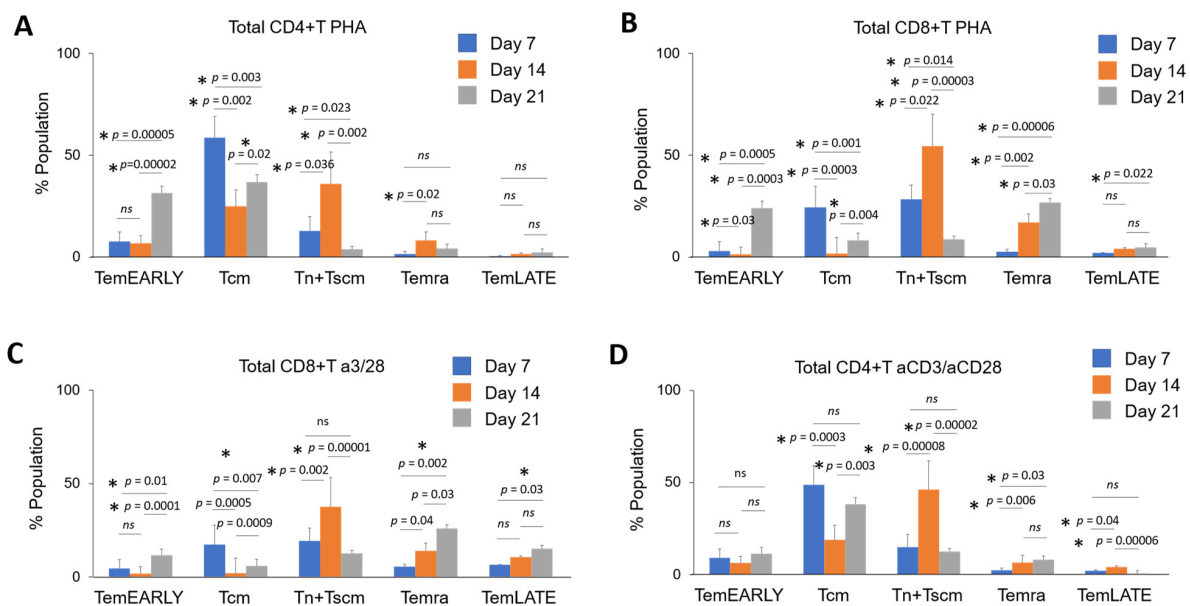 A
Total CD4+T PHA
Day 7
Day 14
Day 21
% Population
100
50
0
* p = 0.00005
* p=0.00002
ns
* p = 0.003
* p = 0.002
*
p = 0.02
* p = 0.023
*
p = 0.002
* p = 0.036
ns
* p = 0.02
ns
ns
ns
ns
TemEARLY Tcm Tn+Tscm Temra TemLATE
B
Total CD8+T PHA
Day 7
Day 14
Day 21
% Population
100
50
0
* p = 0.0005
* p = 0.0003
* p = 0.03
* p = 0.001
* p = 0.0003
*
p = 0.004
* p = 0.014
* p = 0.00003
* p = 0.022
* p = 0.00006
* p = 0.002
* p = 0.03
* p = 0.022
ns
ns
TemEARLY Tcm Tn+Tscm Temra TemLATE
C
Total CD8+T a3/28
Day 7
Day 14
Day 21
% Population
100
50
0
* p = 0.01
* p = 0.0001
ns
*
p = 0.007
p = 0.0005
p = 0.0009
ns
* p = 0.00001
* p = 0.002
*
p = 0.002
p = 0.03
p = 0.04
*
p = 0.03
ns
ns
TemEARLY Tcm Tn+Tscm Temra TemLATE
D
Total CD4+T aCD3/aCD28
Day 7
Day 14
Day 21
% Population
100
50
0
ns
ns
ns
ns
* p = 0.0003
* p = 0.003
ns
* p = 0.00002
* p = 0.00008
* p = 0.03
* p = 0.006
ns
ns
* p = 0.04
* p = 0.00006
TemEARLY Tcm Tn+Tscm Temra TemLATE